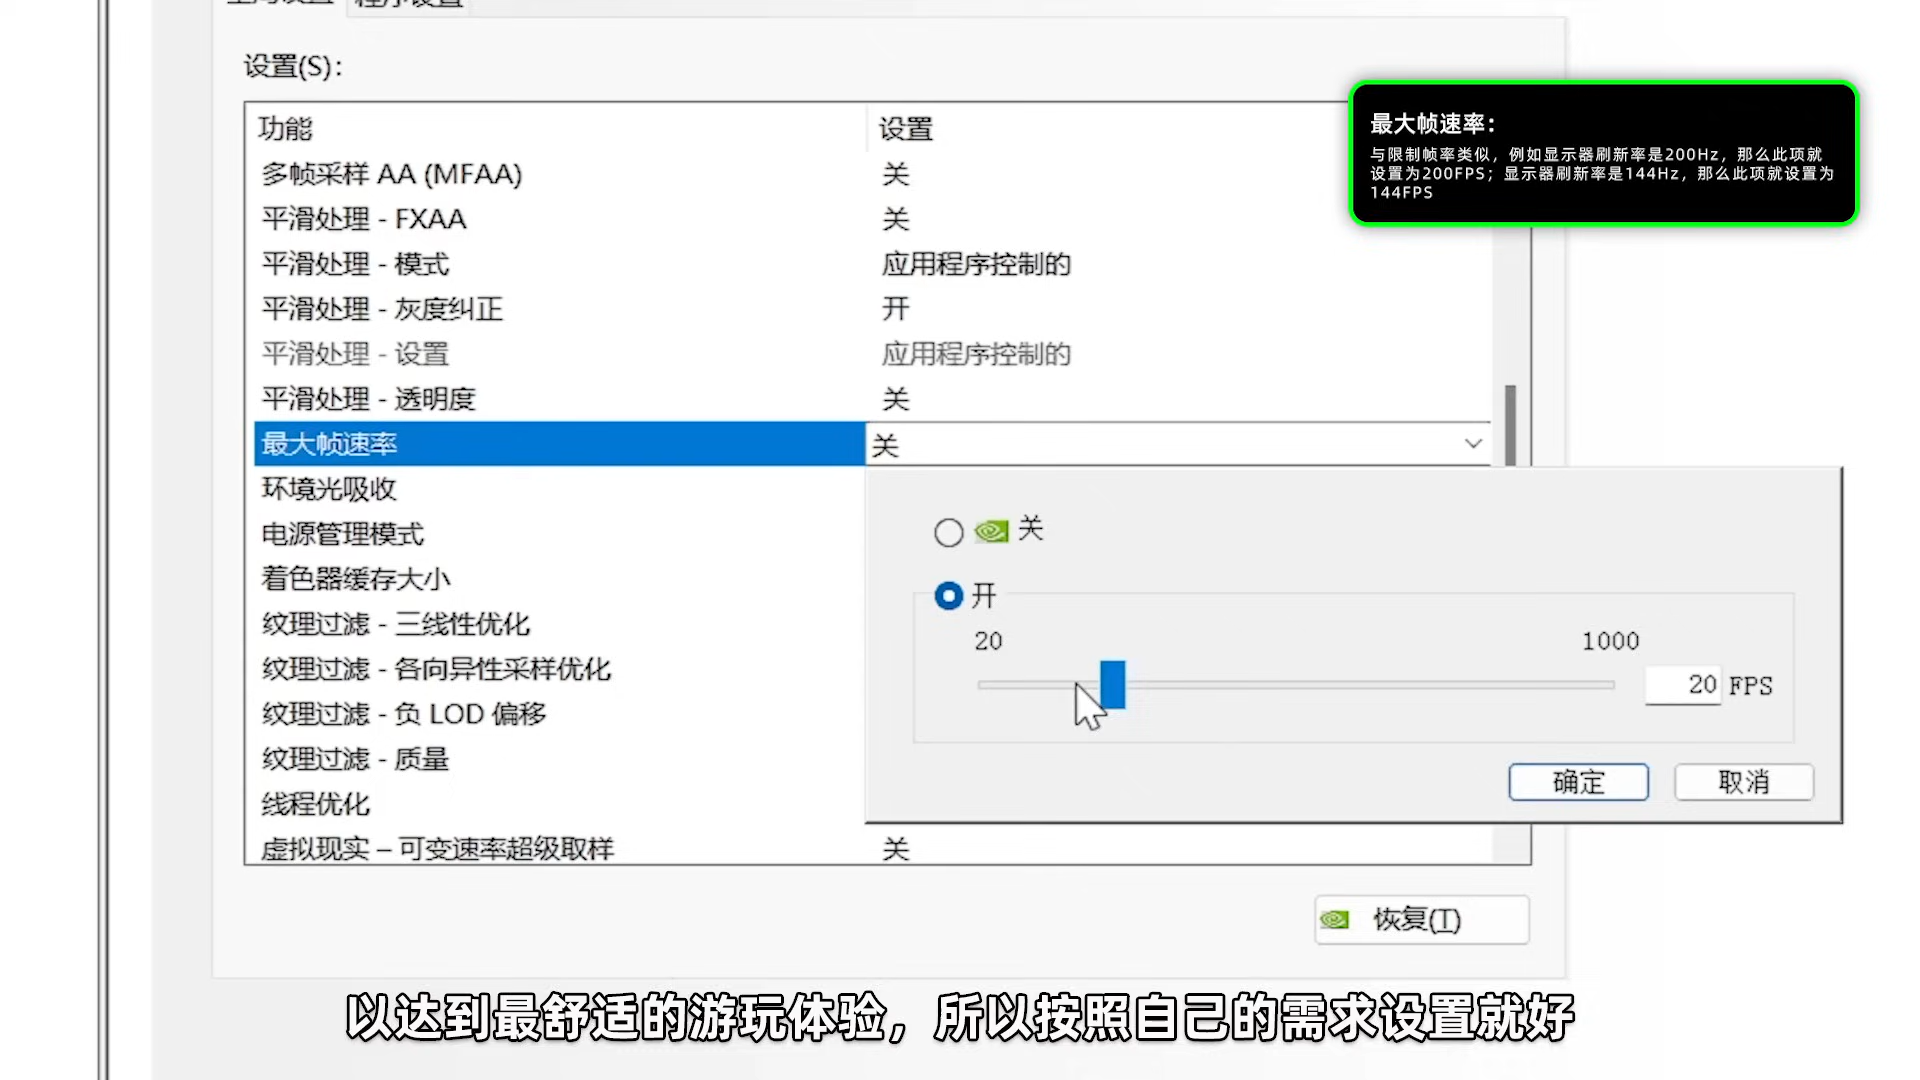 全局设置
程序设置
设置(S):
功能
设置
多帧采样 AA (MFAA)
关
平滑处理 - FXAA
关
平滑处理 - 模式
应用程序控制的
平滑处理 - 灰度纠正
开
平滑处理 - 设置
应用程序控制的
平滑处理 - 透明度
关
最大帧速率
关
环境光吸收
电源管理模式
着色器缓存大小
纹理过滤 - 三线性优化
纹理过滤 - 各向异性采样优化
纹理过滤 - 负 LOD 偏移
纹理过滤 - 质量
线程优化
虚拟现实 – 可变速率超级取样
关
最大帧速率：
与限制帧率类似，例如显示器刷新率是200Hz，那么此项就
设置为200FPS；显示器刷新率是144Hz，那么此项就设置为
144FPS
关
开
20
1000
20 FPS
确定
取消
恢复(T)
以达到最舒适的游玩体验，所以按照自己的需求设置就好